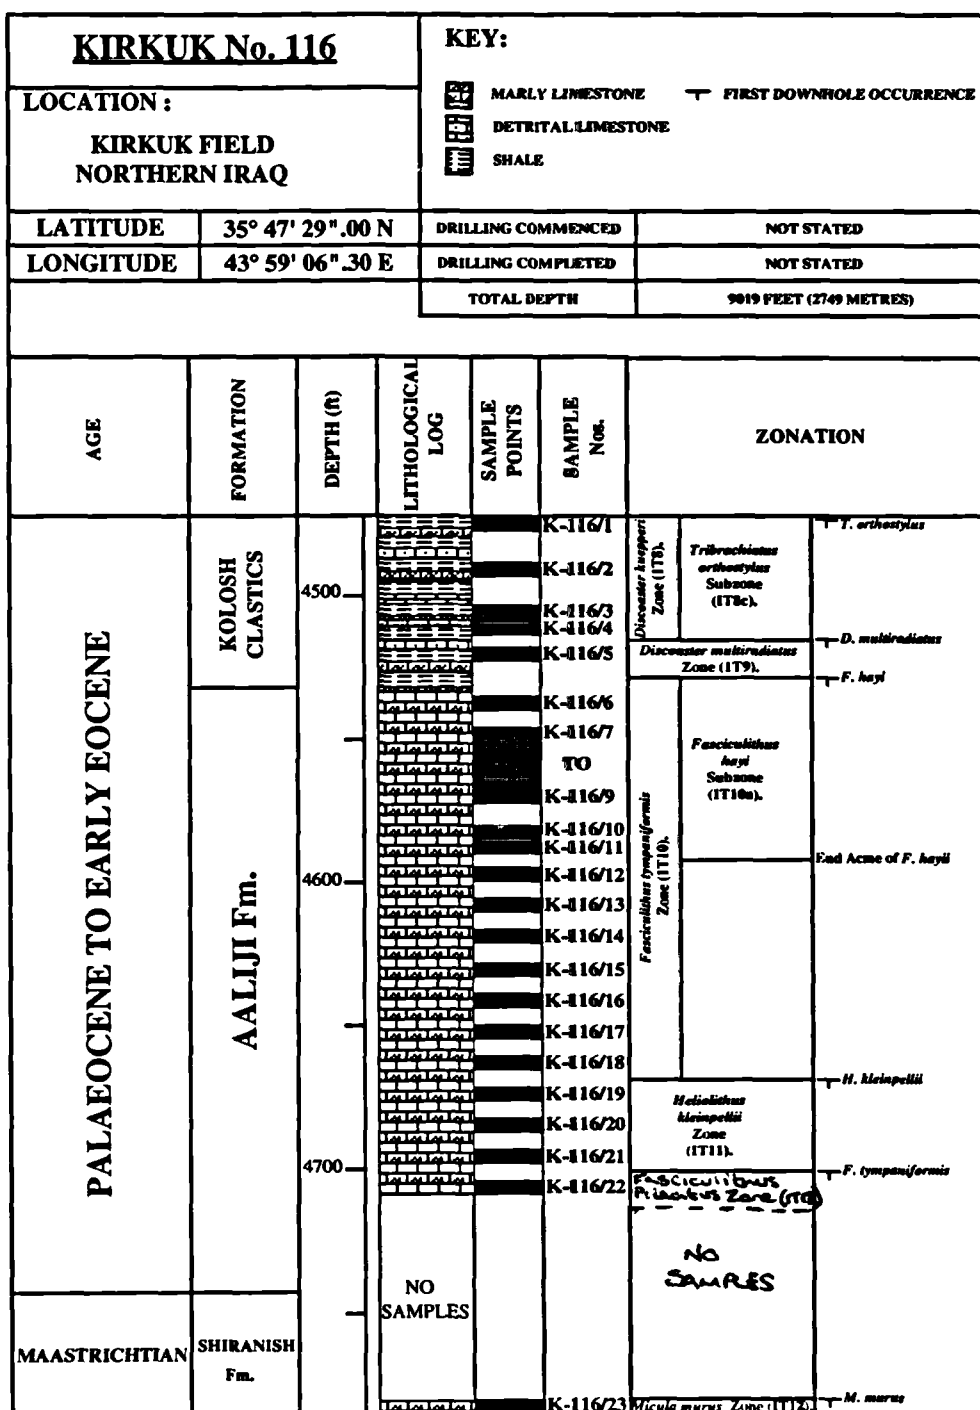 KIRKUK No. 116
LOCATION :
KIRKUK FIELD
NORTHERN IRAQ
KEY:
MARLY LIMESTONE
FIRST DOWNHOLE OCCURRENCE
DETRITAL LIMESTONE
SHALE
LATITUDE 35° 47' 29".00 N DRILLING COMMENCED NOT STATED
LONGITUDE 43° 59' 06".30 E DRILLING COMPLETED NOT STATED
TOTAL DEPTH 9019 FEET (2749 METRES)
AGE
FORMATION
DEPTH (ft)
LITHOLOGICAL
LOG
SAMPLE
POINTS
SAMPLE
Nos.
ZONATION
PALAEOCENE TO EARLY EOCENE
MAASTRICHTIAN
KOLOSH
CLASTICS
AALIJI Fm.
SHIRANISH
Fm.
4500
4600
4700
NO
SAMPLES
K-116/1
K-116/2
K-116/3
K-116/4
K-116/5
K-116/6
K-116/7
TO
K-116/9
K-116/10
K-116/11
K-116/12
K-116/13
K-116/14
K-116/15
K-116/16
K-116/17
K-116/18
K-116/19
K-116/20
K-116/21
K-116/22
K-116/23
Discoaster kuepperi
Zone (1T8).
Tribrachiatus
orthostylus
Subzone
(1T8c).
Discoaster multiradiatus
Zone (1T9).
Fasciculithus tympaniformis
Zone (1T10).
Fasciculithus
hayi
Subzone
(1T10a).
Heliolithus
kleinpellii
Zone
(1T11).
Zone
NO
SAMPLES
Micula murus Zone (1T12).
T. orthostylus
D. multiradiatus
F. hayi
End Acme of F. hayii
H. kleinpellii
F. tympaniformis
M. murus